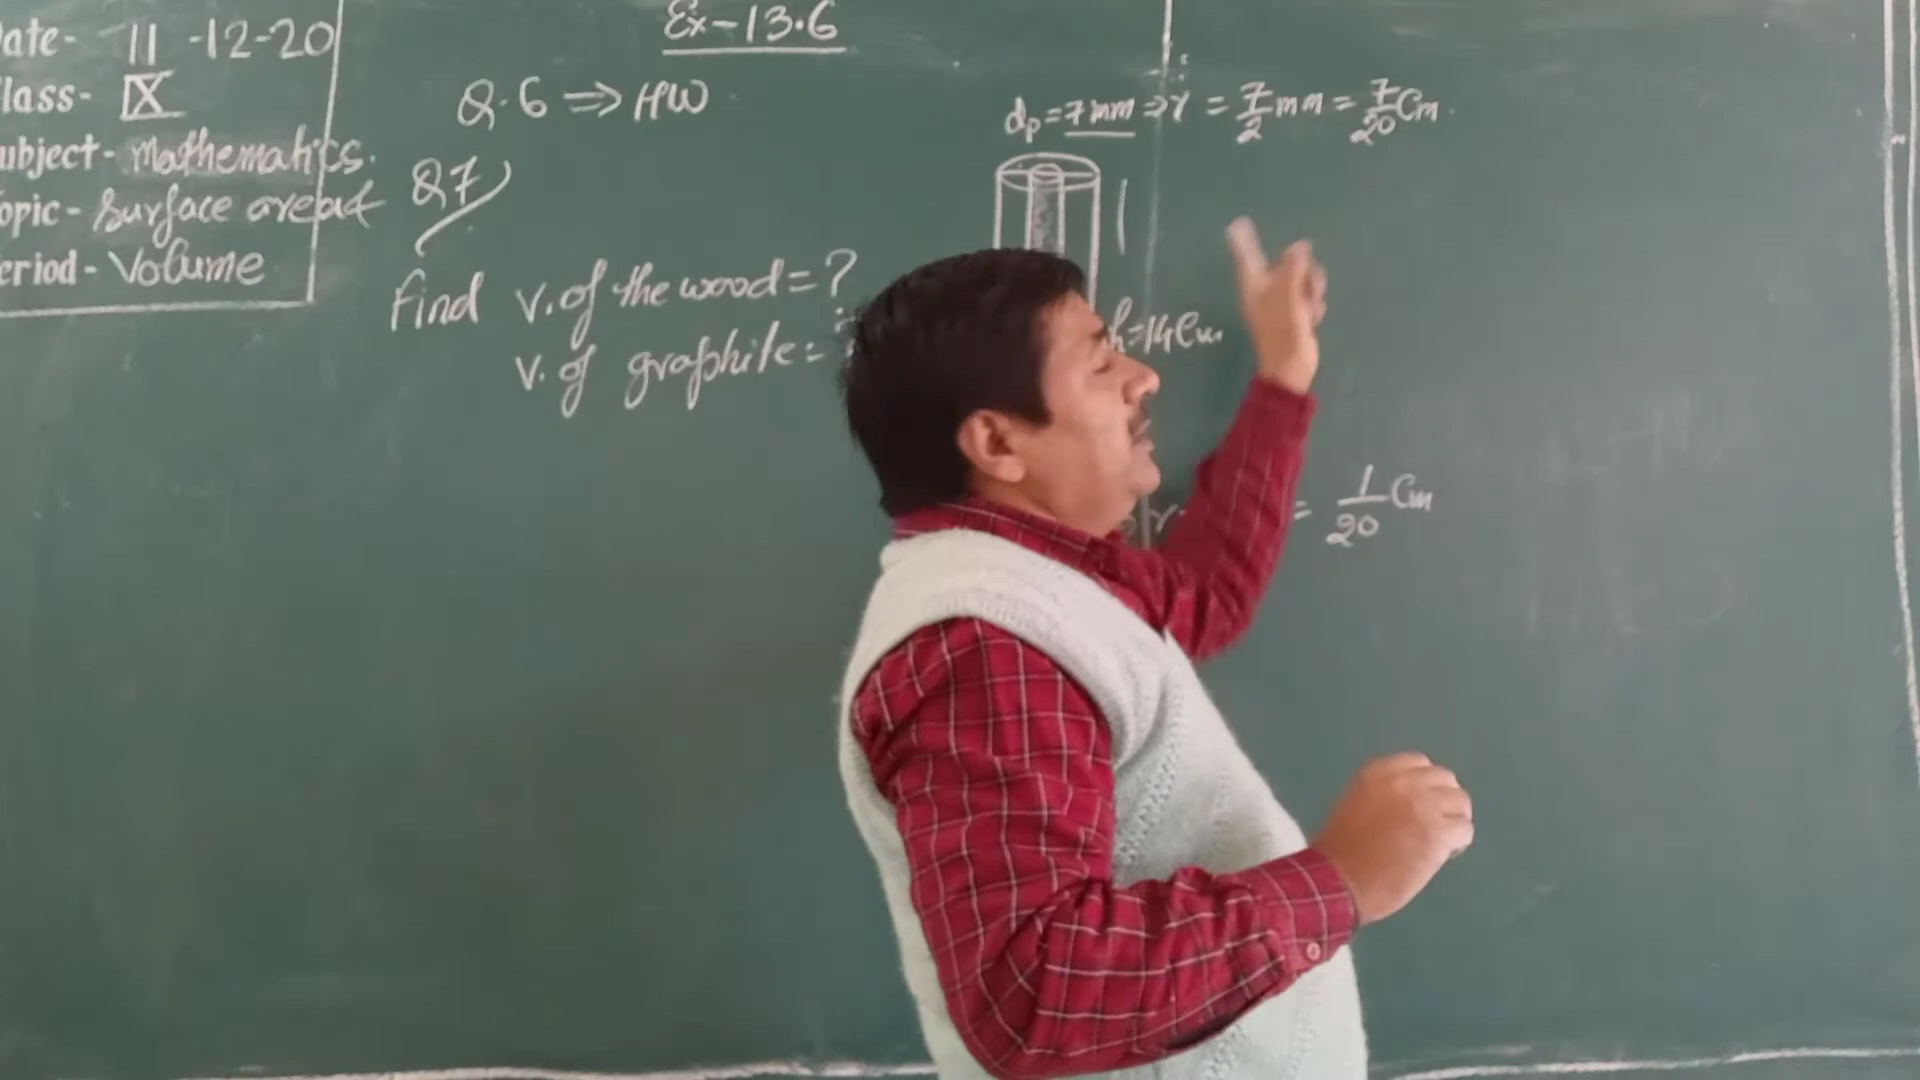 Ex-13.6
ate- 11-12-20
lass- IX
ubject- Mathematics.
opic- Surface area &
eriod- Volume
Q.6 ⇒ HW
Q7
find v. of the wood = ?
v. of graphite = ?
dp = 7mm ⇒ r = 7/2 mm = 7/20 Cm.
h=14Cm
= 1/20 Cm